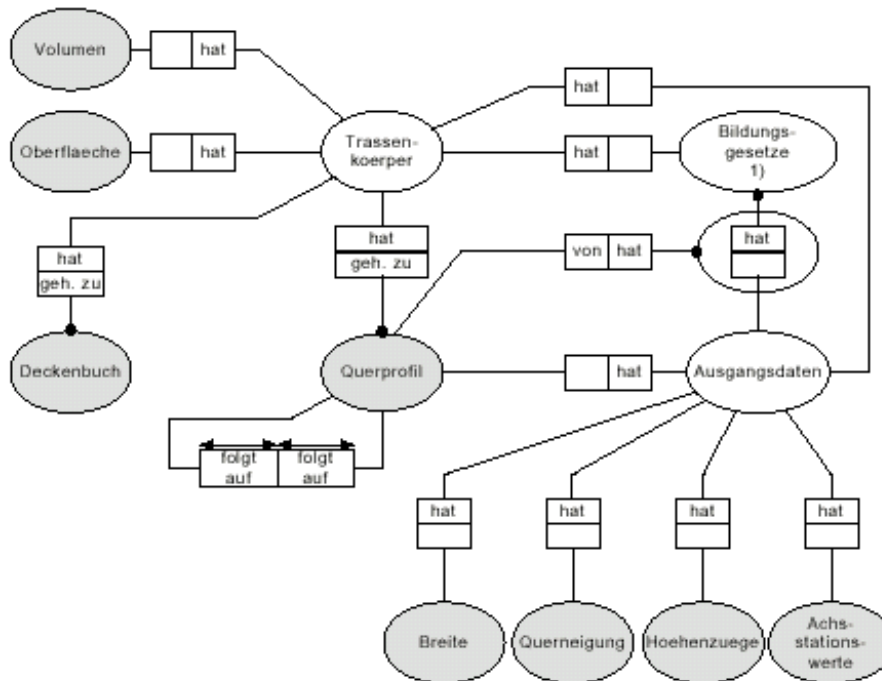 Volumen
hat
hat
Oberflaeche
hat
Trassen-
koerper
hat
Bildungs-
gesetze
1)
hat
geh. zu
hat
geh. zu
von
hat
hat
Deckenbuch
Querprofil
hat
Ausgangsdaten
folgt
auf
folgt
auf
hat
hat
hat
hat
Breite
Querneigung
Hoehenzuege
Achs-
stations-
werte